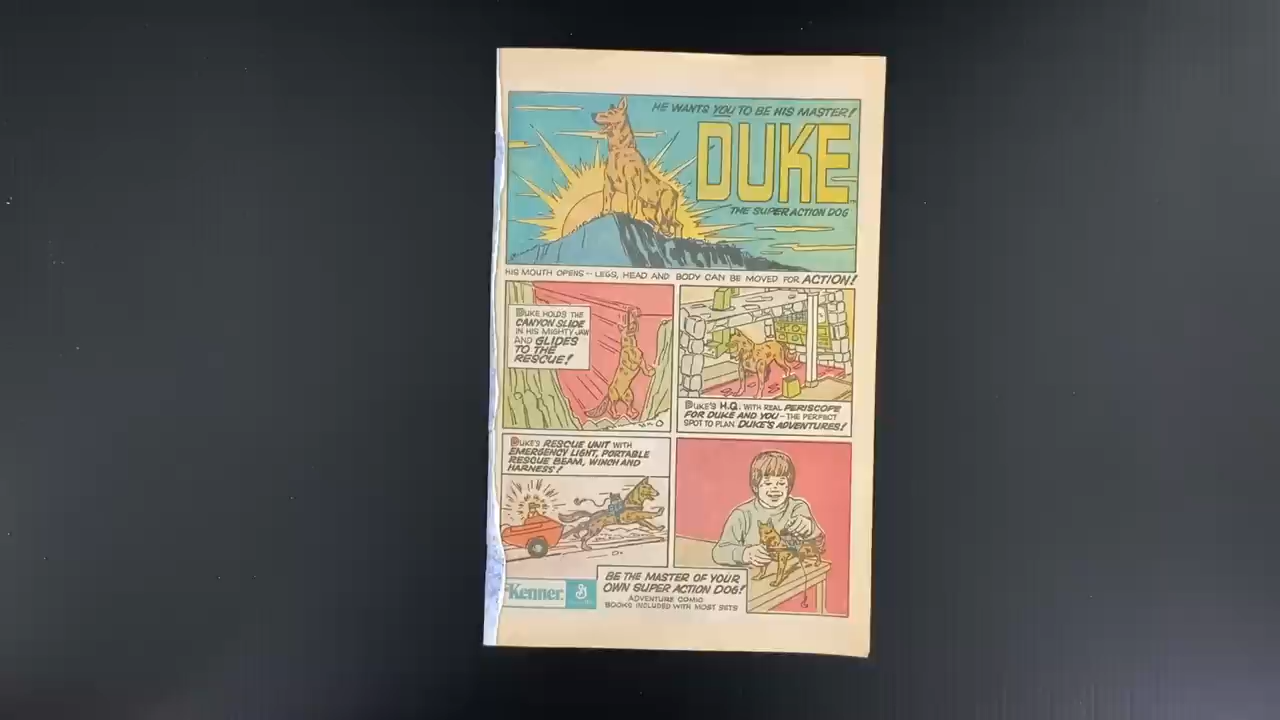 HE WANTS YOU TO BE HIS MASTER!
DUKE
THE SUPER ACTION DOG
HIS MOUTH OPENS -- LEGS, HEAD AND BODY CAN BE MOVED FOR ACTION!
DUKE HOLDS THE
CANYON SLIDE
IN HIS MIGHTY JAW
AND GLIDES
TO THE
RESCUE!
DUKE'S H.Q. WITH REAL PERISCOPE
FOR DUKE AND YOU - THE PERFECT
SPOT TO PLAN DUKE'S ADVENTURES!
DUKE'S RESCUE UNIT WITH
EMERGENCY LIGHT, PORTABLE
RESCUE BEAM, WINCH AND
HARNESS!
Kenner
BE THE MASTER OF YOUR
OWN SUPER ACTION DOG!
ADVENTURE COMIC
BOOKS INCLUDED WITH MOST SETS